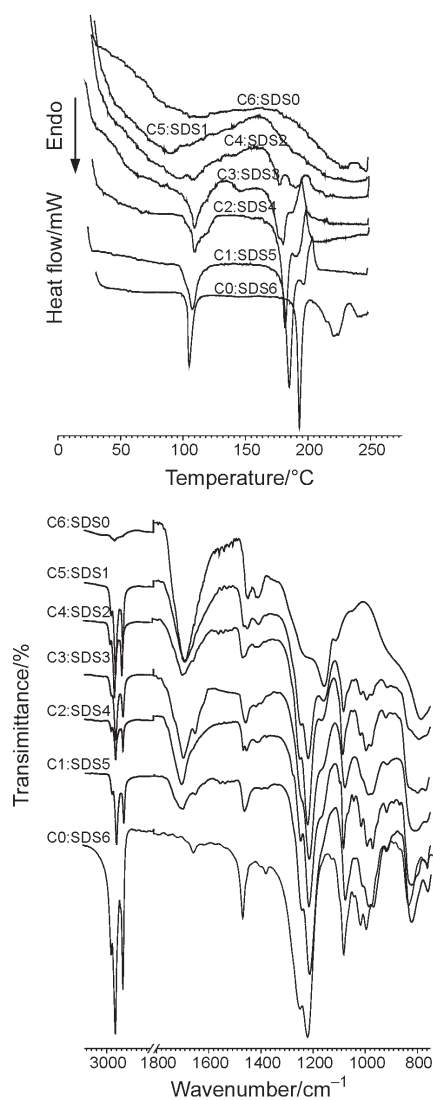 C6:SDS0
C5:SDS1
C4:SDS2
C3:SDS3
C2:SDS4
C1:SDS5
C0:SDS6
Endo
Heat flow/mW
0 50 100 150 200 250
Temperature/°C
C6:SDS0
C5:SDS1
C4:SDS2
C3:SDS3
C2:SDS4
C1:SDS5
C0:SDS6
Transimittance/%
3000 1800 1600 1400 1200 1000 800
Wavenumber/cm⁻¹